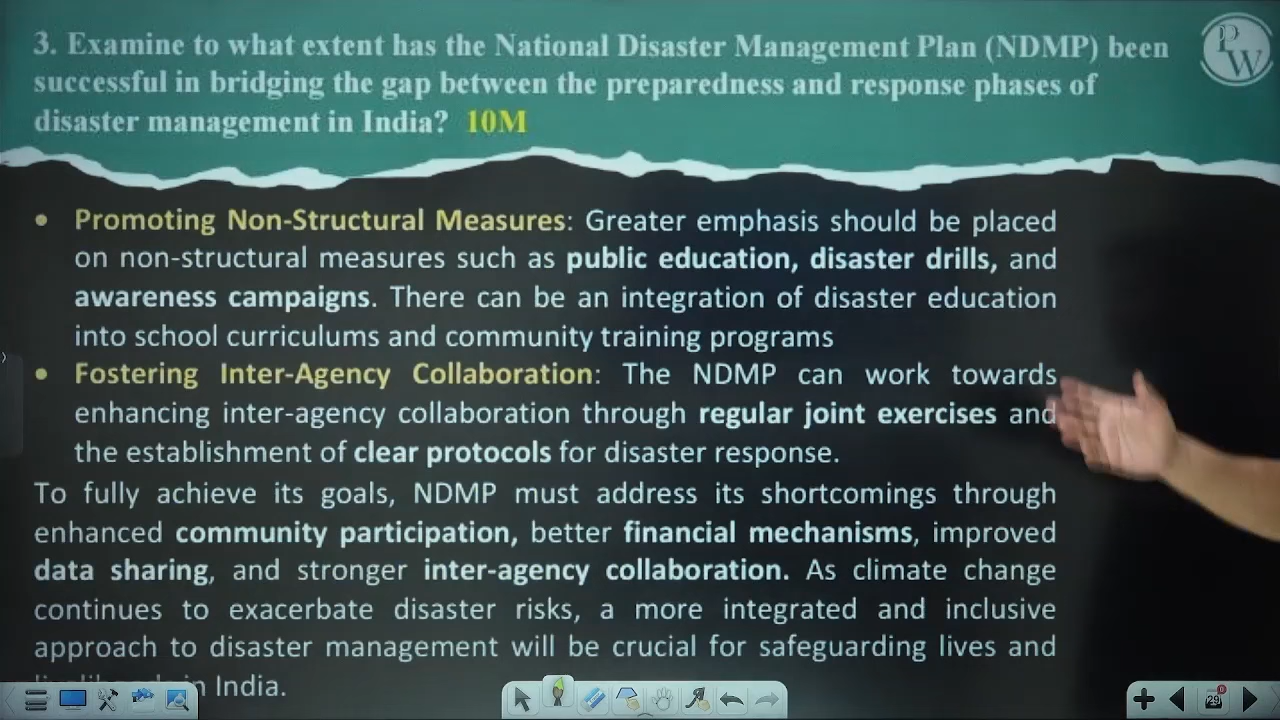 3. Examine to what extent has the National Disaster Management Plan (NDMP) been
successful in bridging the gap between the preparedness and response phases of
disaster management in India? 10M
PW
• Promoting Non-Structural Measures: Greater emphasis should be placed
on non-structural measures such as public education, disaster drills, and
awareness campaigns. There can be an integration of disaster education
into school curriculums and community training programs
• Fostering Inter-Agency Collaboration: The NDMP can work towards
enhancing inter-agency collaboration through regular joint exercises and
the establishment of clear protocols for disaster response.
To fully achieve its goals, NDMP must address its shortcomings through
enhanced community participation, better financial mechanisms, improved
data sharing, and stronger inter-agency collaboration. As climate change
continues to exacerbate disaster risks, a more integrated and inclusive
approach to disaster management will be crucial for safeguarding lives and
in India.
29